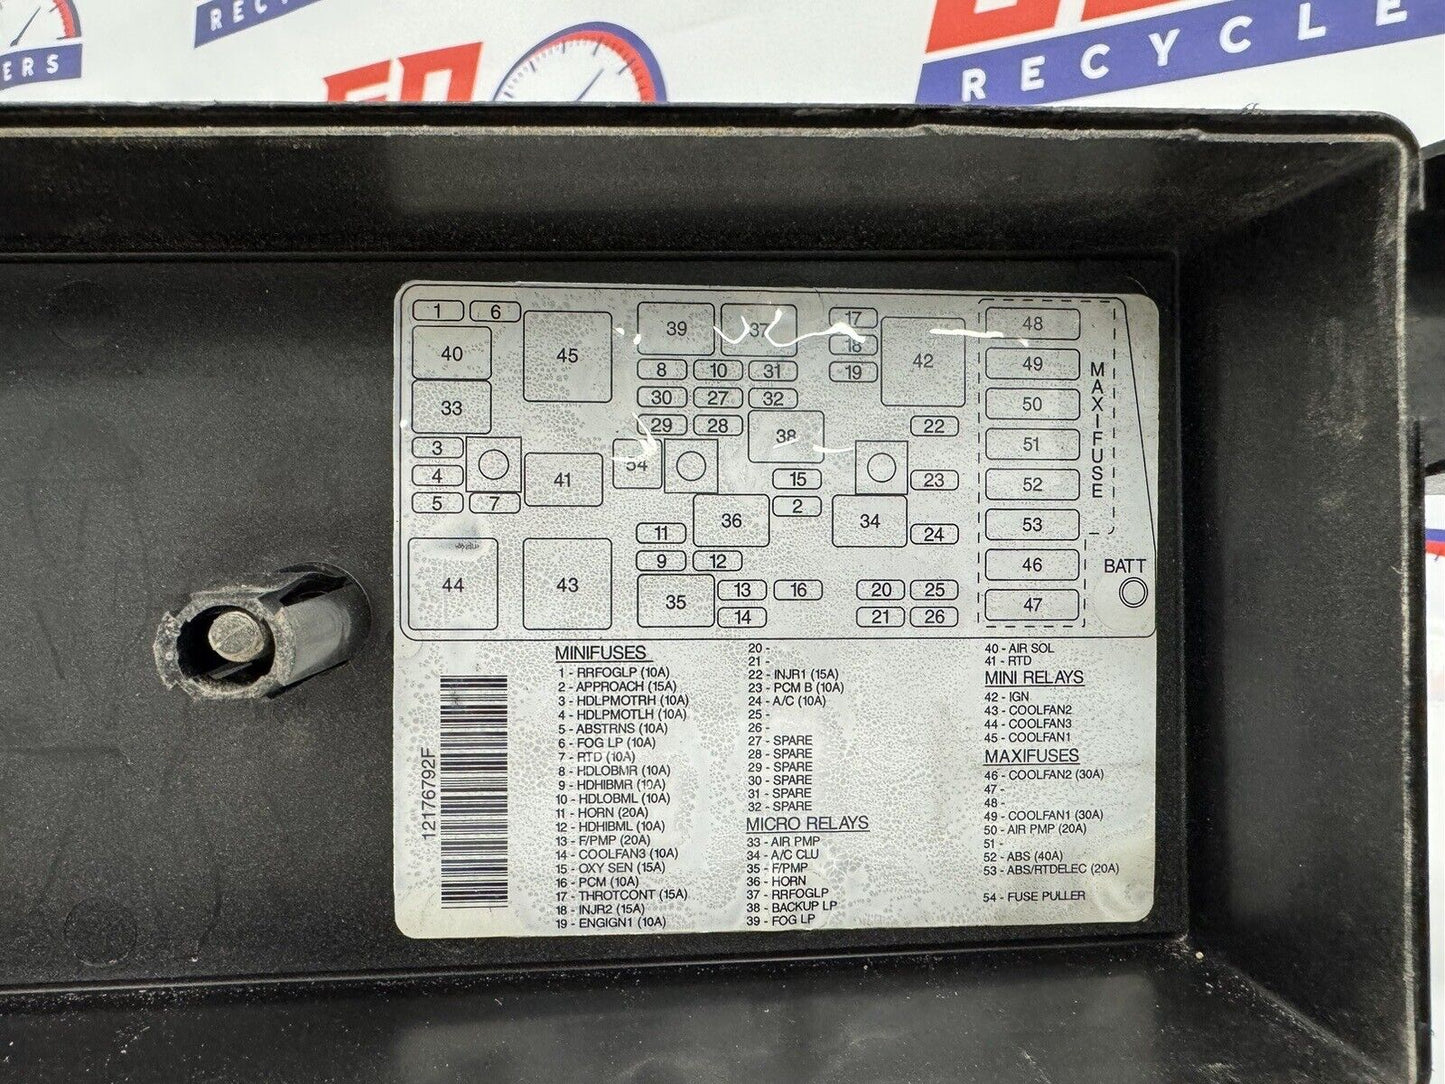 ERS
REC
GO
RECYCLE
1 6
40
33
45
3
4
5 7
41
44
43
39 37
8 10 31
30 27 32
29 28
38
54
15
2
36
11
9 12
35
13 16
14
17
18
19
42
22
23
34
24
20 25
21 26
48
49
50
51
52
53
46
47
MAXIFUSE
BATT
12176792F
MINIFUSES
1 - RRFOGLP (10A)
2 - APPROACH (15A)
3 - HDLPMOTRH (10A)
4 - HDLPMOTLH (10A)
5 - ABSTRNS (10A)
6 - FOG LP (10A)
7 - RTD (10A)
8 - HDLOBMR (10A)
9 - HDHIBMR (10A)
10 - HDLOBML (10A)
11 - HORN (20A)
12 - HDHIBML (10A)
13 - F/PMP (20A)
14 - COOLFAN3 (10A)
15 - OXY SEN (15A)
16 - PCM (10A)
17 - THROTCONT (15A)
18 - INJR2 (15A)
19 - ENGIGN1 (10A)
20 -
21 -
22 - INJR1 (15A)
23 - PCM B (10A)
24 - A/C (10A)
25 -
26 -
27 - SPARE
28 - SPARE
29 - SPARE
30 - SPARE
31 - SPARE
32 - SPARE
MICRO RELAYS
33 - AIR PMP
34 - A/C CLU
35 - F/PMP
36 - HORN
37 - RRFOGLP
38 - BACKUP LP
39 - FOG LP
40 - AIR SOL
41 - RTD
MINI RELAYS
42 - IGN
43 - COOLFAN2
44 - COOLFAN3
45 - COOLFAN1
MAXIFUSES
46 - COOLFAN2 (30A)
47 -
48 -
49 - COOLFAN1 (30A)
50 - AIR PMP (20A)
51 -
52 - ABS (40A)
53 - ABS/RTDELEC (20A)
54 - FUSE PULLER